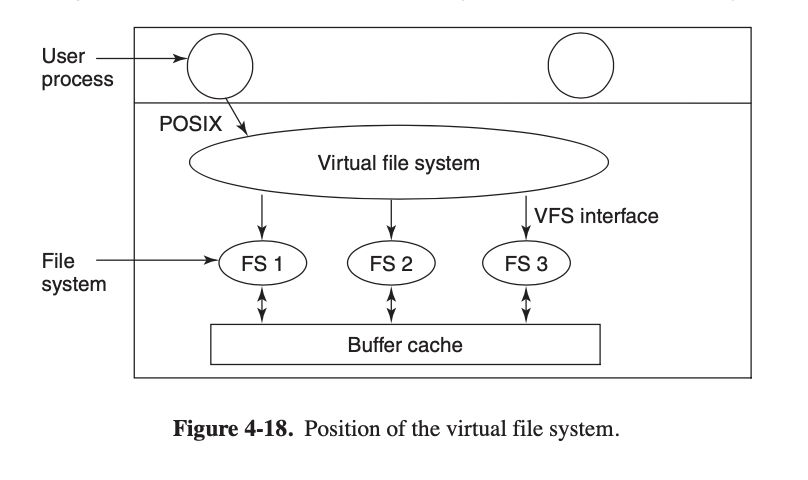 User
process
POSIX
Virtual file system
VFS interface
File
system
FS 1
FS 2
FS 3
Buffer cache
Figure 4-18. Position of the virtual file system.